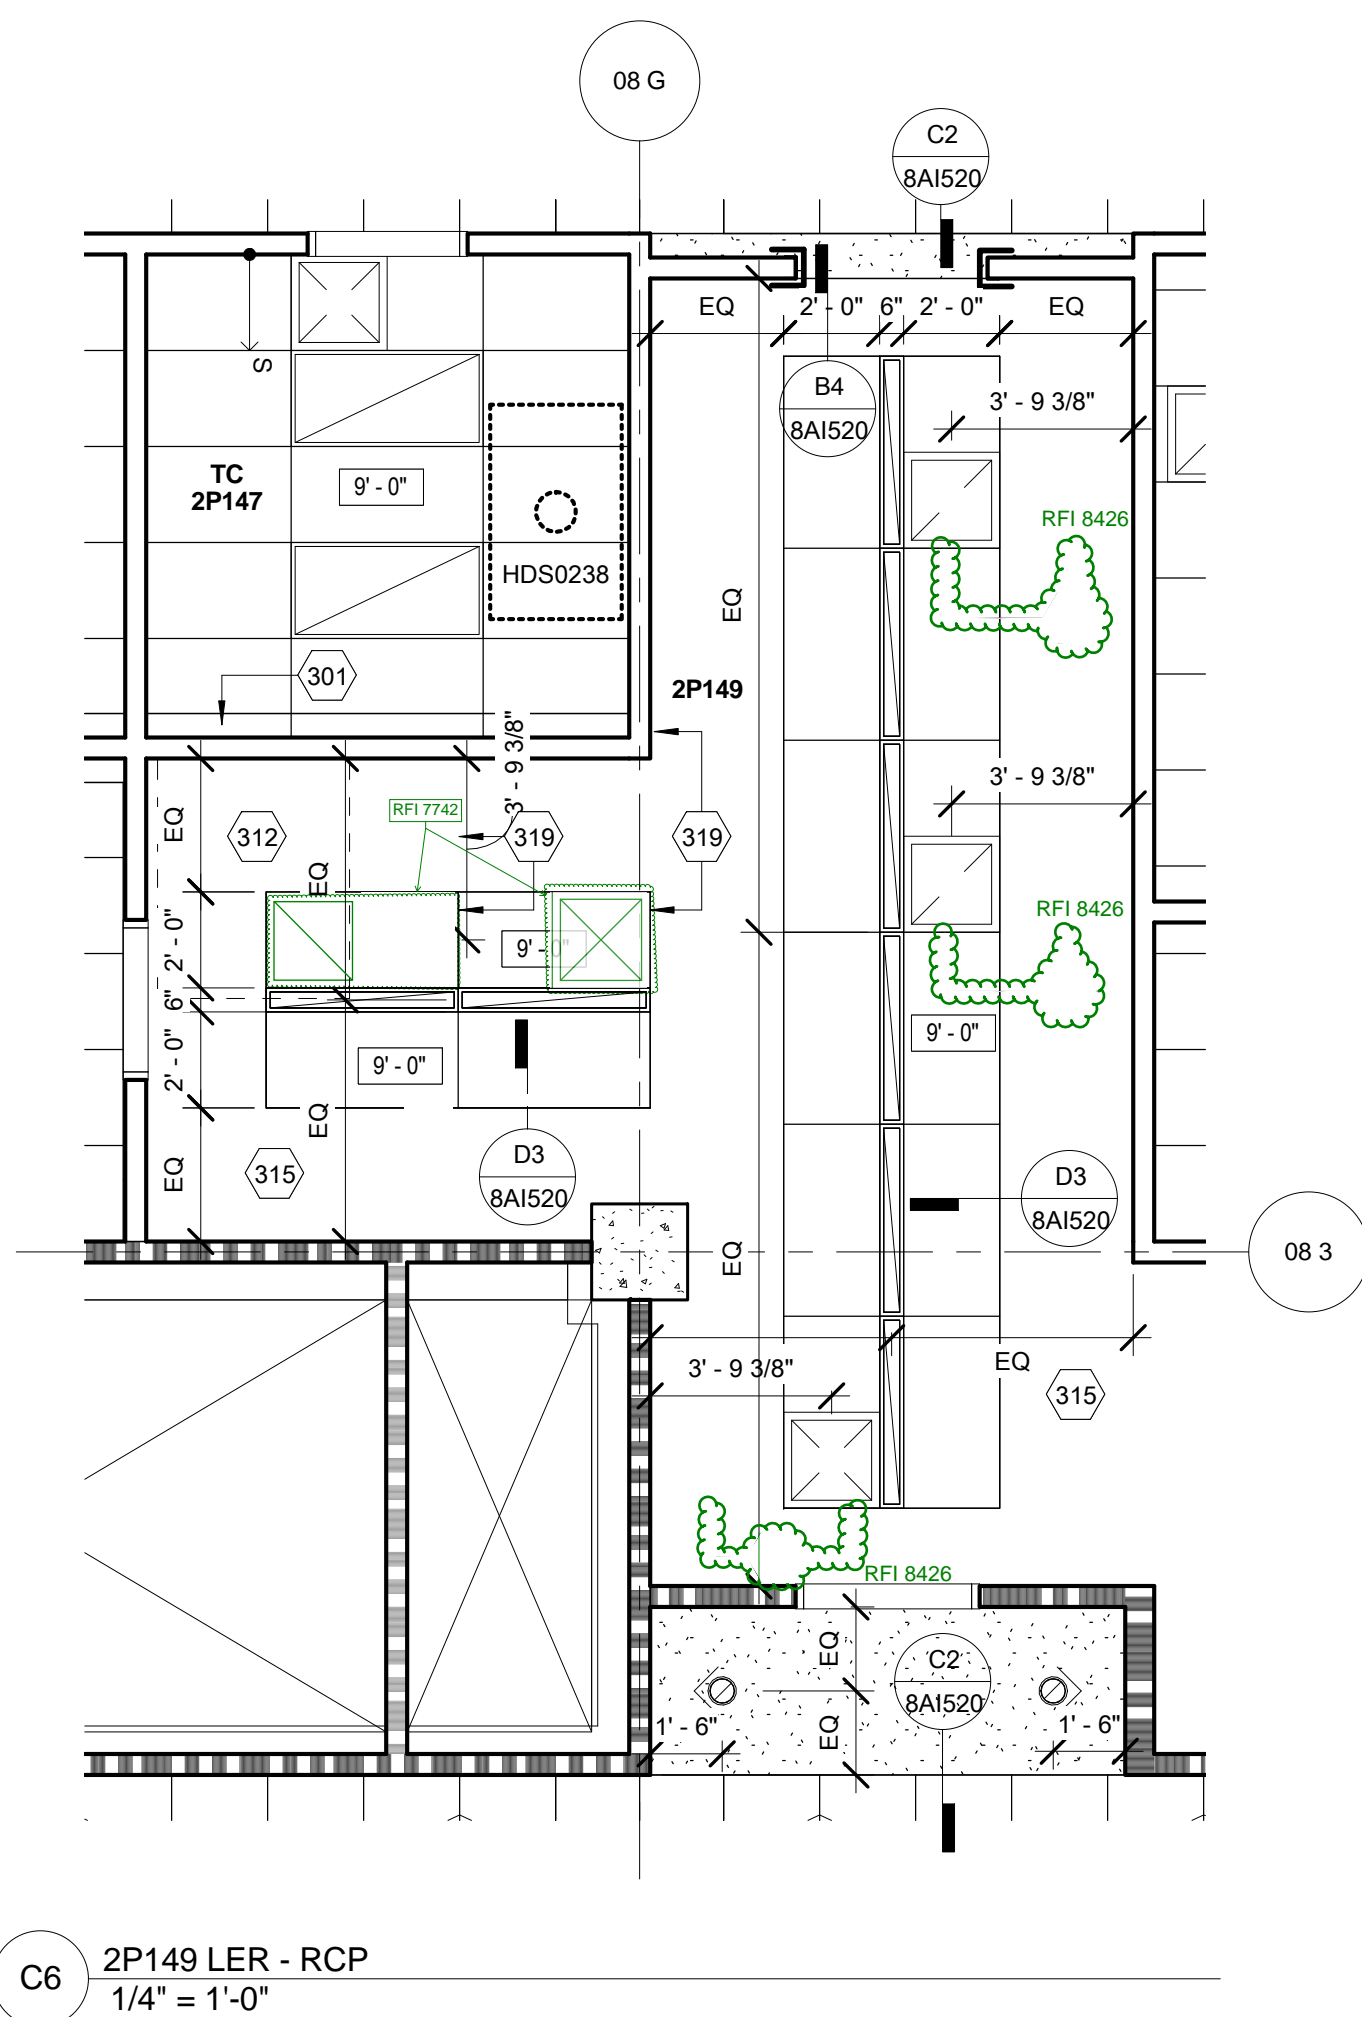 08 G
C2
8AI520
EQ
2' - 0"
6"
2' - 0"
EQ
S
B4
8AI520
3' - 9 3/8"
TC
2P147
9' - 0"
RFI 8426
HDS0238
EQ
301
2P149
3' - 9 3/8"
3' - 9 3/8"
RFI 7742
EQ
312
319
319
EQ
RFI 8426
2' - 0"
9' - 0"
6"
9' - 0"
2' - 0"
9' - 0"
EQ
D3
8AI520
EQ
315
D3
8AI520
EQ
08 3
3' - 9 3/8"
EQ
315
RFI 8426
EQ
C2
8AI520
1' - 6"
EQ
1' - 6"
C6
2P149 LER - RCP
1/4" = 1'-0"